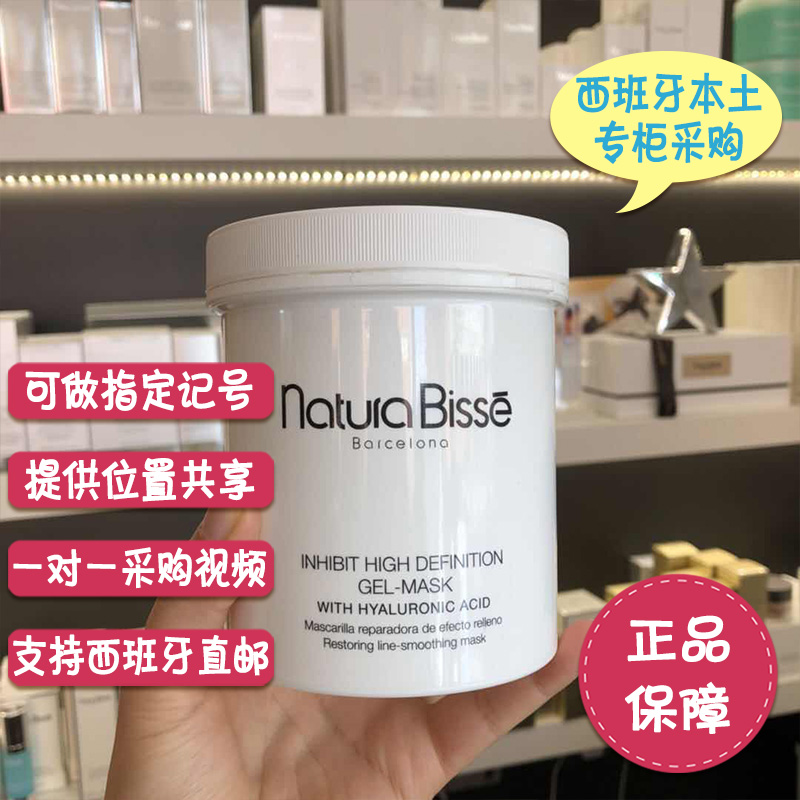 西班牙本土
专柜采购
可做指定记号
提供位置共享
一对一采购视频
支持西班牙直邮
Natura Bissé
Barcelona
INHIBIT HIGH DEFINITION
GEL-MASK
WITH HYALURONIC ACID
Mascarilla reparadora de efecto relleno
Restoring line-smoothing mask
正品
保障